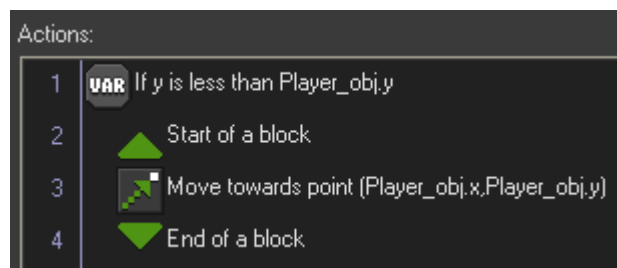 Actions:
1 VAR If y is less than Player_obj.y
2 Start of a block
3 Move towards point (Player_obj.x,Player_obj.y)
4 End of a block